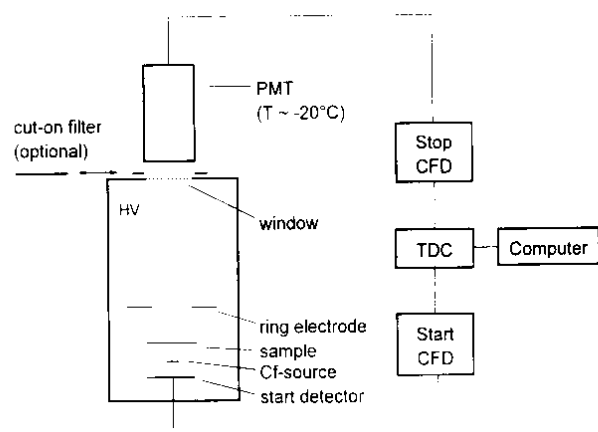 PMT
(T ~ -20°C)
cut-on filter
(optional)
Stop
CFD
HV
window
TDC
Computer
ring electrode
sample
Cf-source
start detector
Start
CFD